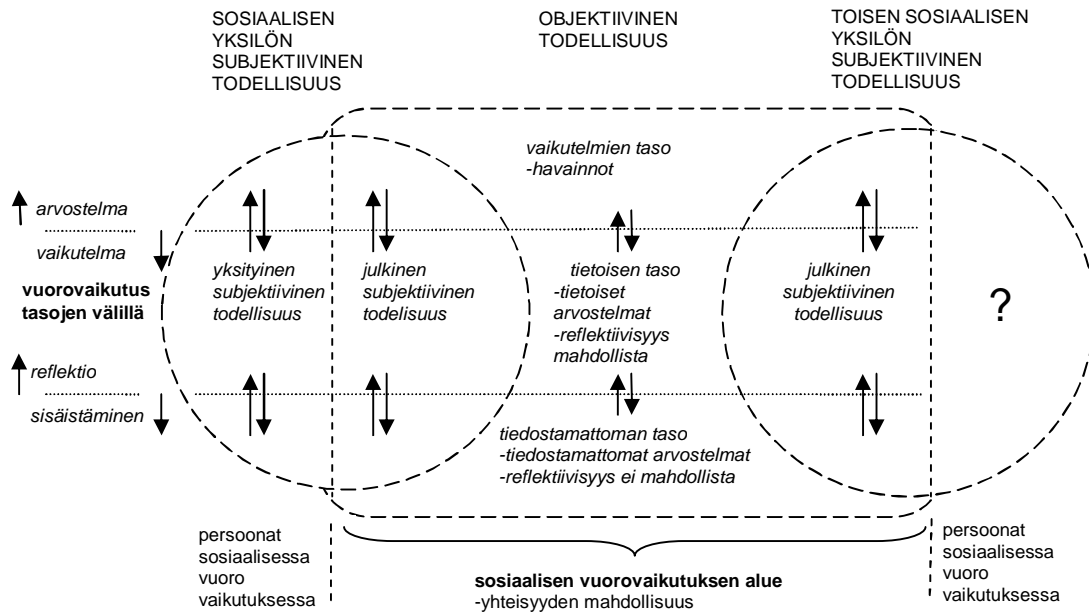 SOSIAALISEN
YKSILÖN
SUBJEKTIIVINEN
TODELLISUUS
OBJEKTIIVINEN
TODELLISUUS
TOISEN SOSIAALISEN
YKSILÖN
SUBJEKTIIVINEN
TODELLISUUS
vaikutelmien taso
-havainnot
arvostelma
vaikutelma
vuorovaikutus
tasojen välillä
reflektio
sisäistäminen
yksityinen
subjektiivinen
todellisuus
julkinen
subjektiivinen
todelisuus
tietoisen taso
-tietoiset
arvostelmat
-reflektiivisyys
mahdollista
julkinen
subjektiivinen
todellisuus
?
tiedostamattoman taso
-tiedostamattomat arvostelmat
-reflektiivisyys ei mahdollista
persoonat
sosiaalisessa
vuoro
vaikutuksessa
sosiaalisen vuorovaikutuksen alue
-yhteisyyden mahdollisuus
persoonat
sosiaalisessa
vuoro
vaikutuksessa